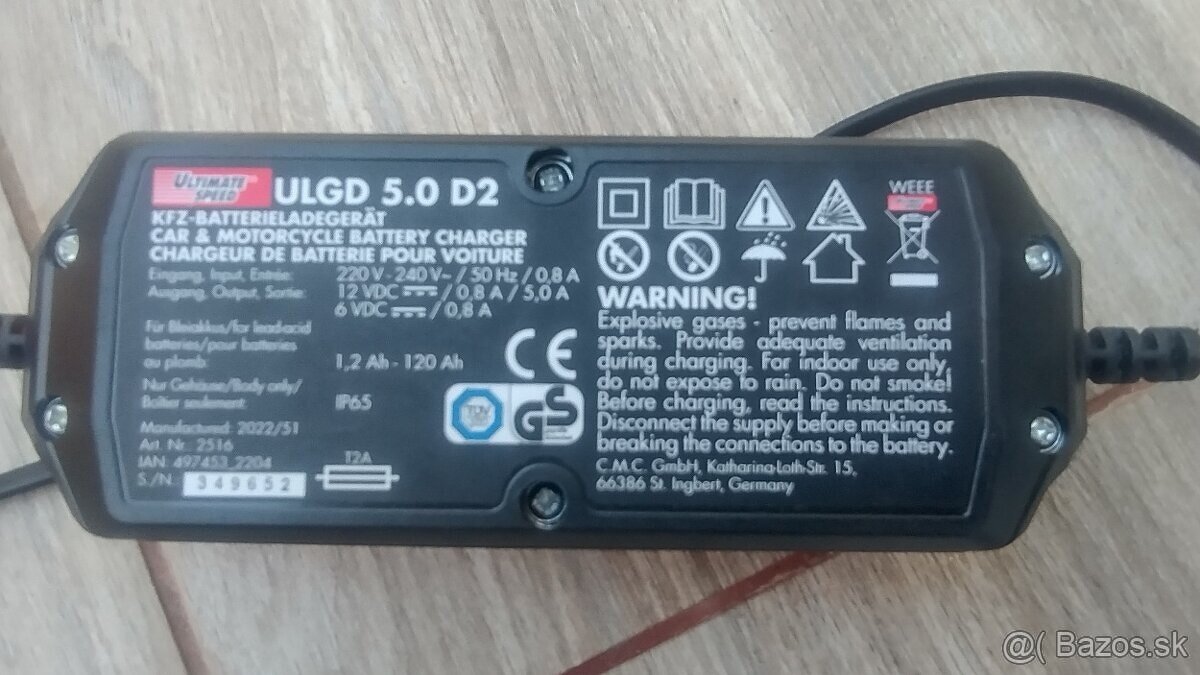 ULTIMATE SPEED
ULGD 5.0 D2
KFZ-BATTERIELADEGERÄT
CAR & MOTORCYCLE BATTERY CHARGER
CHARGEUR DE BATTERIE POUR VOITURE
Eingang, Input, Entrée: 220 V - 240 V~ / 50 Hz / 0,8 A
Ausgang, Output, Sortie: 12 VDC / 0,8 A / 5,0 A
6 VDC / 0,8 A
Für Bleiakkus/for lead-acid
batteries/pour batteries
au plomb: 1,2 Ah - 120 Ah
Nur Gehäuse/Body only/
Boîtier seulement: IP65
Manufactured: 2022/51
Art. Nr.: 2516
IAN: 497453_2204
S/N: 349652
T2A
CE
TÜV
GS
WEEE
WARNING!
Explosive gases - prevent flames and
sparks. Provide adequate ventilation
during charging. For indoor use only,
do not expose to rain. Do not smoke!
Before charging, read the instructions.
Disconnect the supply before making or
breaking the connections to the battery.
C.M.C. GmbH, Katharina-Loth-Str. 15,
66386 St. Ingbert, Germany
@( Bazos.sk